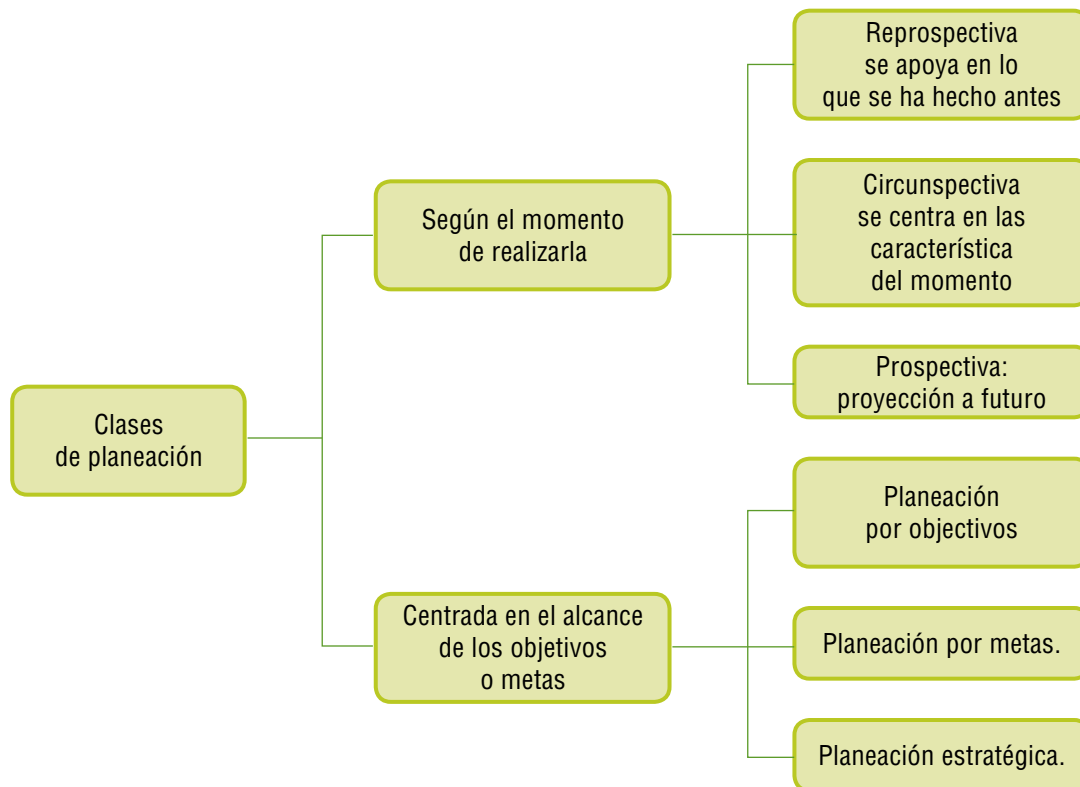 Clases
de planeación
Según el momento
de realizarla
Reprospectiva
se apoya en lo
que se ha hecho antes
Circunspectiva
se centra en las
característica
del momento
Prospectiva:
proyección a futuro
Centrada en el alcance
de los objetivos
o metas
Planeación
por objectivos
Planeación por metas.
Planeación estratégica.